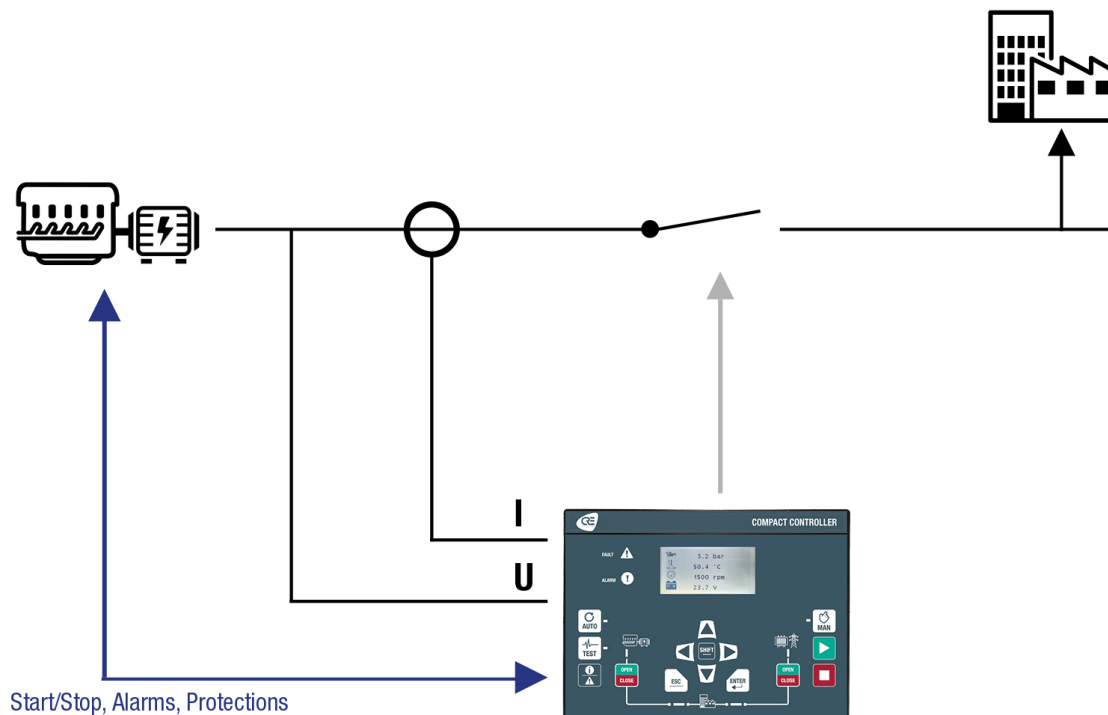 I
U
Start/Stop, Alarms, Protections
CRE
COMPACT CONTROLLER
FAULT
ALARM
5.2 bar
50.4 °C
1500 rpm
23.7 V
AUTO
TEST
MAN
SHIFT
OPEN
CLOSE
ESC
ENTER
OPEN
CLOSE